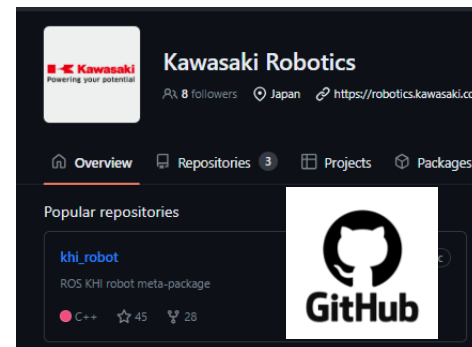 Kawasaki
Powering your potential
Kawasaki Robotics
8 followers Japan https://robotics.kawasaki.co
Overview Repositories 3 Projects Packages
Popular repositories
khi_robot
ROS KHI robot meta-package
C++ 45 28
GitHub